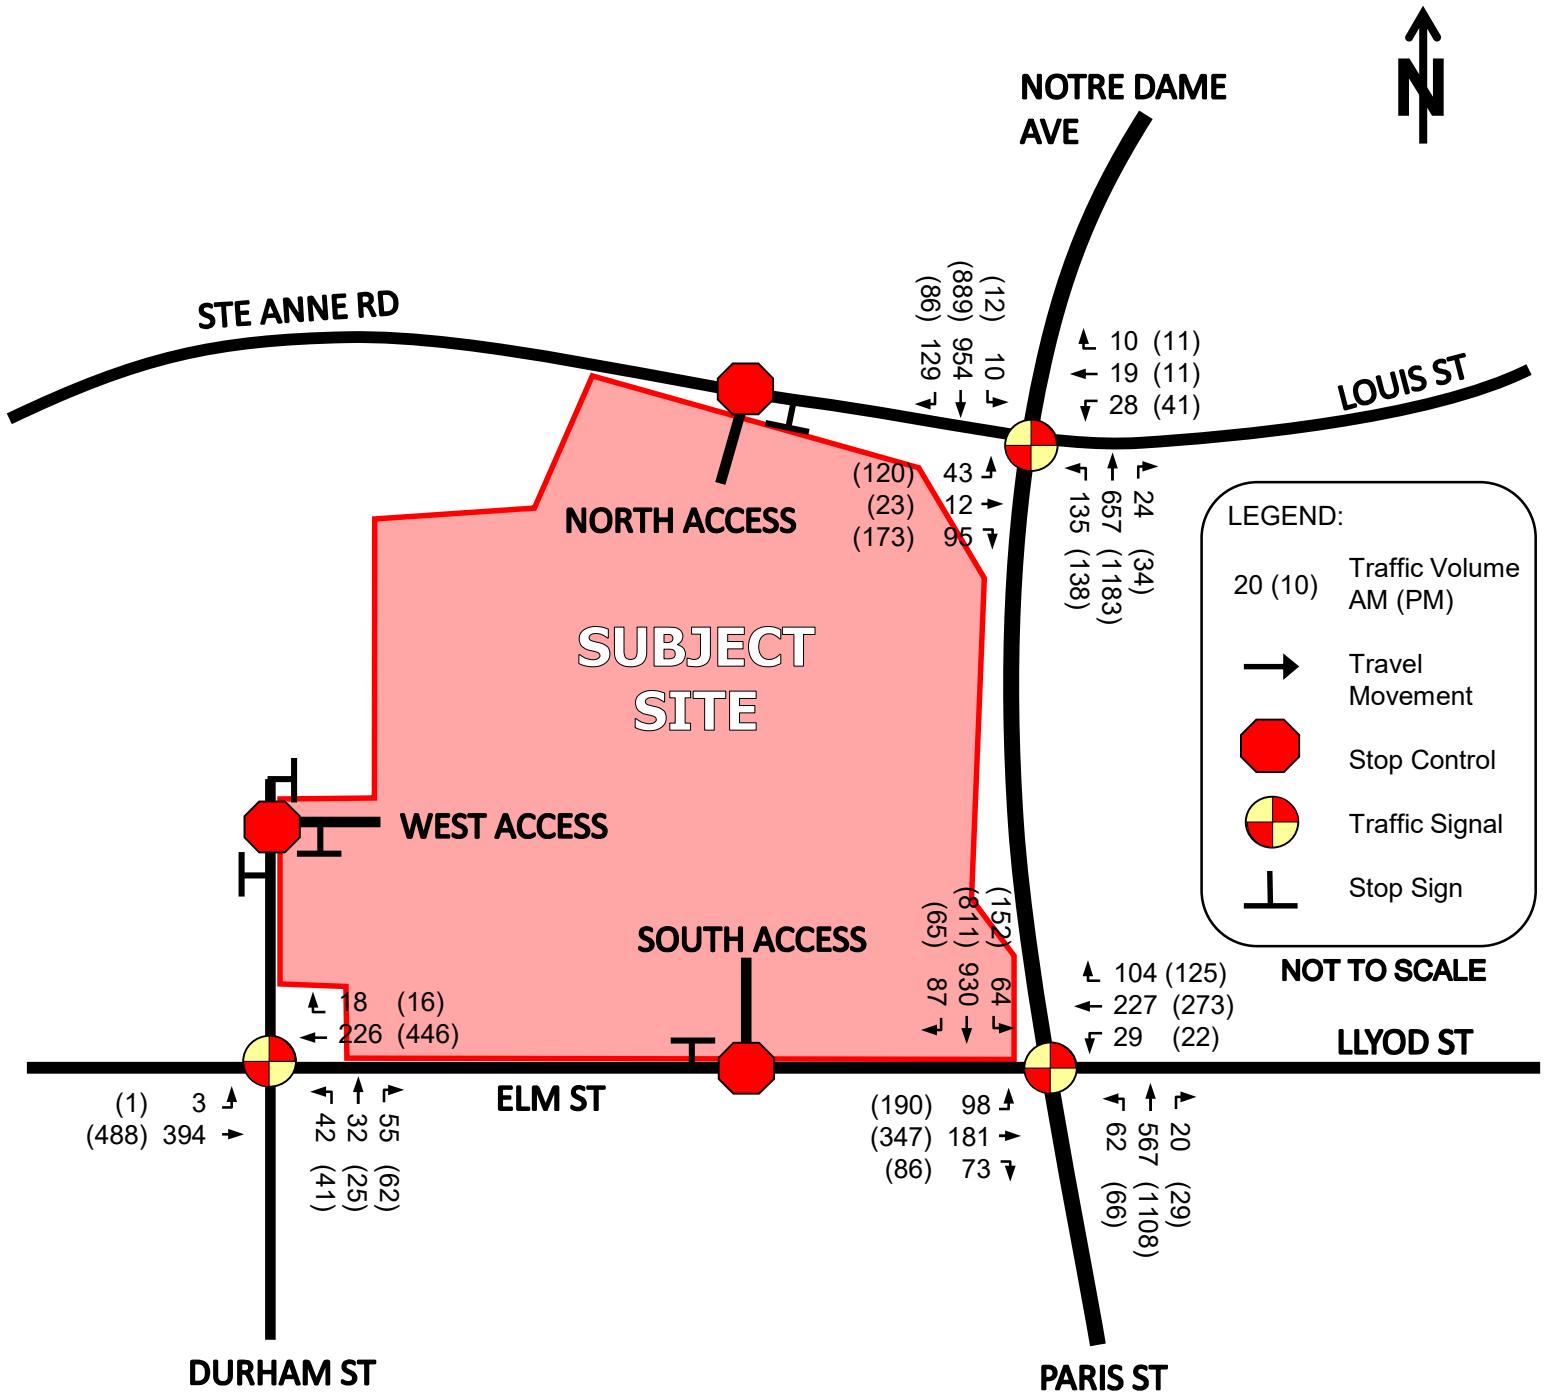 N
NOTRE DAME
AVE
STE ANNE RD
(86) 129
(889) 954
(12) 10
10 (11)
19 (11)
28 (41)
LOUIS ST
(120) 43
(23) 12
(173) 95
135 (138)
657 (1183)
24 (34)
NORTH ACCESS
LEGEND:
20 (10) Traffic Volume
AM (PM)
Travel
Movement
Stop Control
Traffic Signal
Stop Sign
NOT TO SCALE
SUBJECT
SITE
WEST ACCESS
SOUTH ACCESS
(65) 87
(811) 930
(152) 64
104 (125)
227 (273)
29 (22)
LLYOD ST
18 (16)
226 (446)
ELM ST
(1) 3
(488) 394
42 (41)
32 (25)
55 (62)
(190) 98
(347) 181
(86) 73
62 (66)
567 (1108)
20 (29)
DURHAM ST
PARIS ST